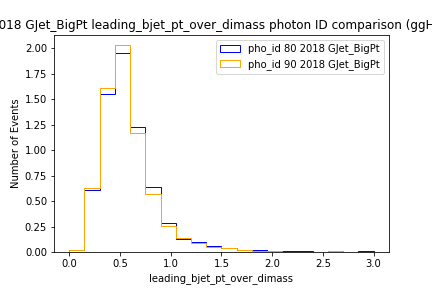 018 GJet_BigPt leading_bjet_pt_over_dimass photon ID comparison (ggH
pho_id 80 2018 GJet_BigPt
pho_id 90 2018 GJet_BigPt
Number of Events
2.00
1.75
1.50
1.25
1.00
0.75
0.50
0.25
0.00
0.0 0.5 1.0 1.5 2.0 2.5 3.0
leading_bjet_pt_over_dimass